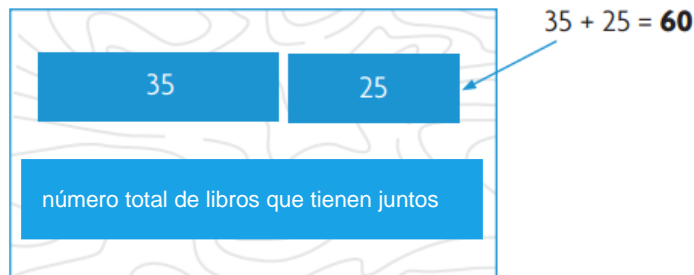 35 + 25 = 60
35
25
número total de libros que tienen juntos